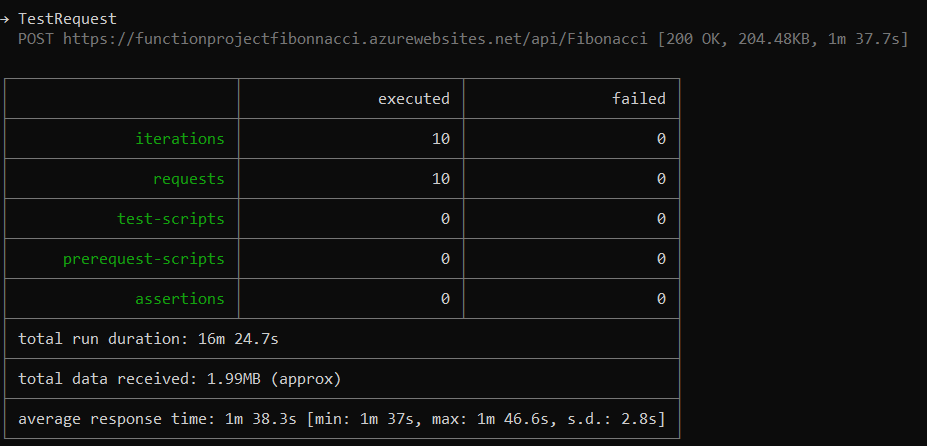 → TestRequest
POST https://functionprojectfibonnacci.azurewebsites.net/api/Fibonacci [200 OK, 204.48KB, 1m 37.7s]
executed failed
iterations 10 0
requests 10 0
test-scripts 0 0
prerequest-scripts 0 0
assertions 0 0
total run duration: 16m 24.7s
total data received: 1.99MB (approx)
average response time: 1m 38.3s [min: 1m 37s, max: 1m 46.6s, s.d.: 2.8s]